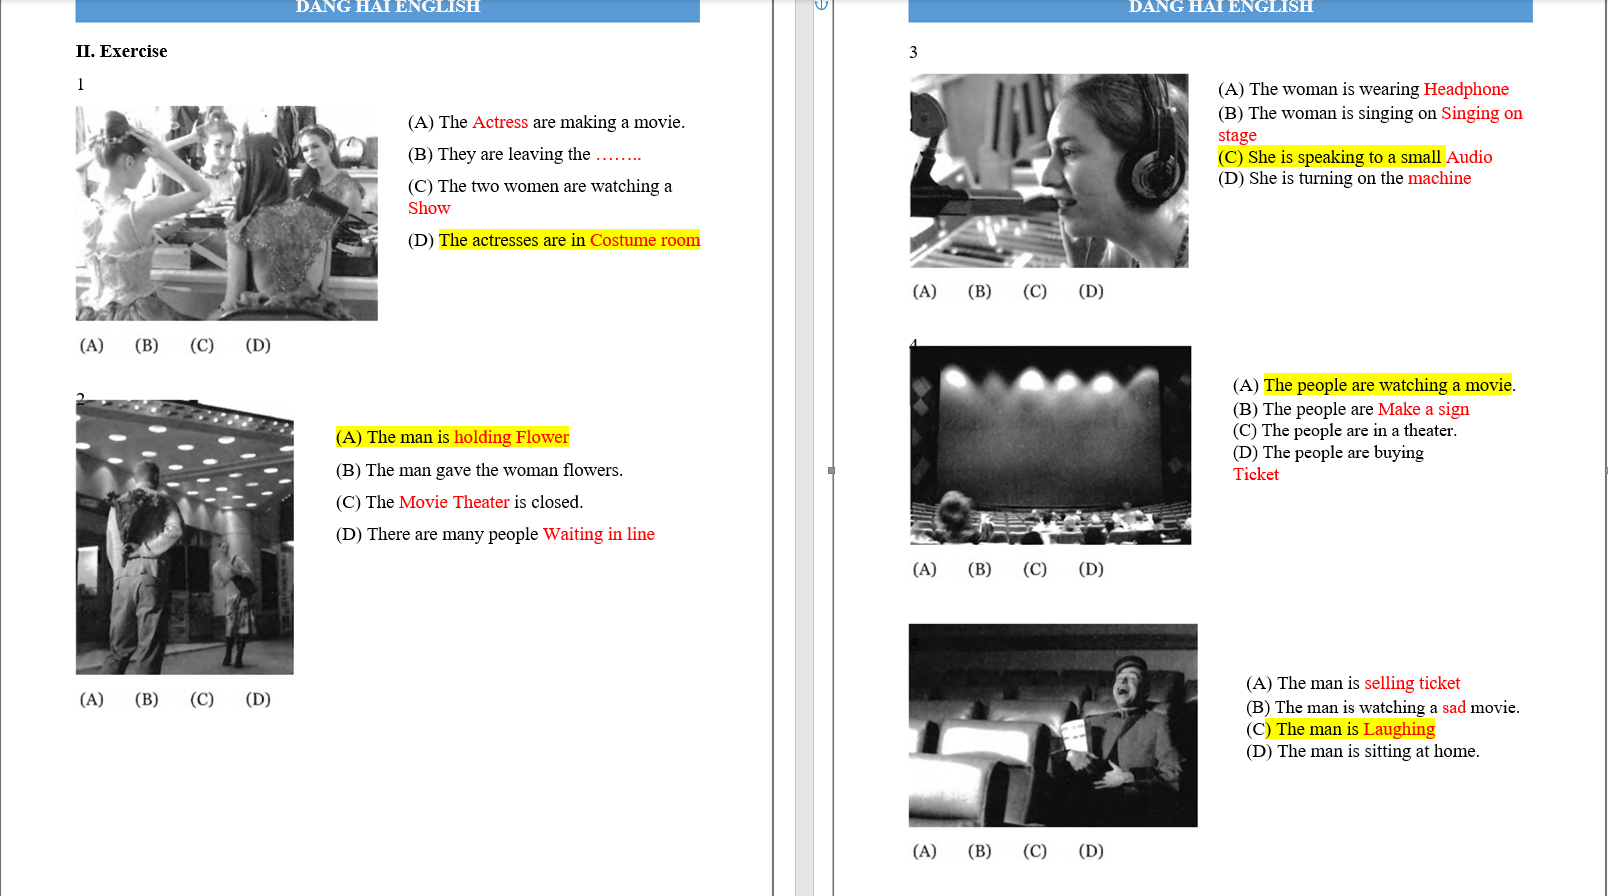 DANG HAI ENGLISH
II. Exercise
1
(A) The Actress are making a movie.
(B) They are leaving the ……..
(C) The two women are watching a
Show
(D) The actresses are in Costume room
(A) (B) (C) (D)
2
(A) The man is holding Flower
(B) The man gave the woman flowers.
(C) The Movie Theater is closed.
(D) There are many people Waiting in line
(A) (B) (C) (D)
DANG HAI ENGLISH
3
(A) The woman is wearing Headphone
(B) The woman is singing on Singing on
stage
(C) She is speaking to a small Audio
(D) She is turning on the machine
(A) (B) (C) (D)
4
(A) The people are watching a movie.
(B) The people are Make a sign
(C) The people are in a theater.
(D) The people are buying
Ticket
(A) (B) (C) (D)
5
(A) The man is selling ticket
(B) The man is watching a sad movie.
(C) The man is Laughing
(D) The man is sitting at home.
(A) (B) (C) (D)